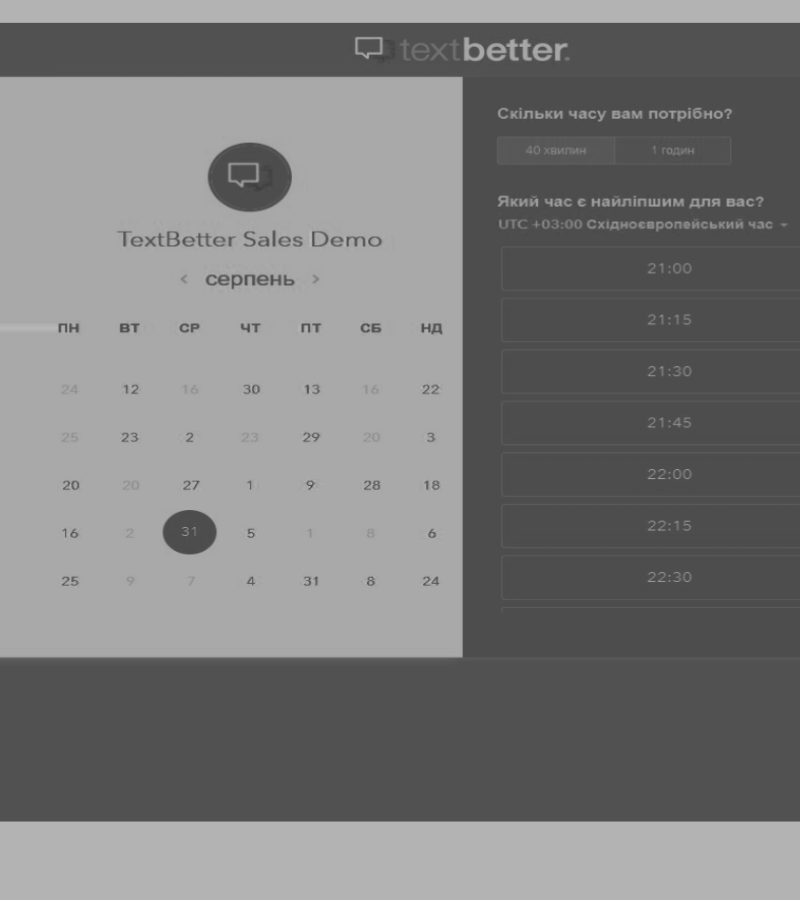 textbetter.
TextBetter Sales Demo
< серпень >
ПН ВТ СР ЧТ ПТ СБ НД
24 12 16 30 13 16 22
25 23 2 23 29 20 3
20 20 27 1 9 28 18
16 2 31 5 1 8 6
25 9 7 4 31 8 24
Скільки часу вам потрібно?
40 хвилин 1 годин
Який час є найліпшим для вас?
UTC +03:00 Східноєвропейський час
21:00
21:15
21:30
21:45
22:00
22:15
22:30